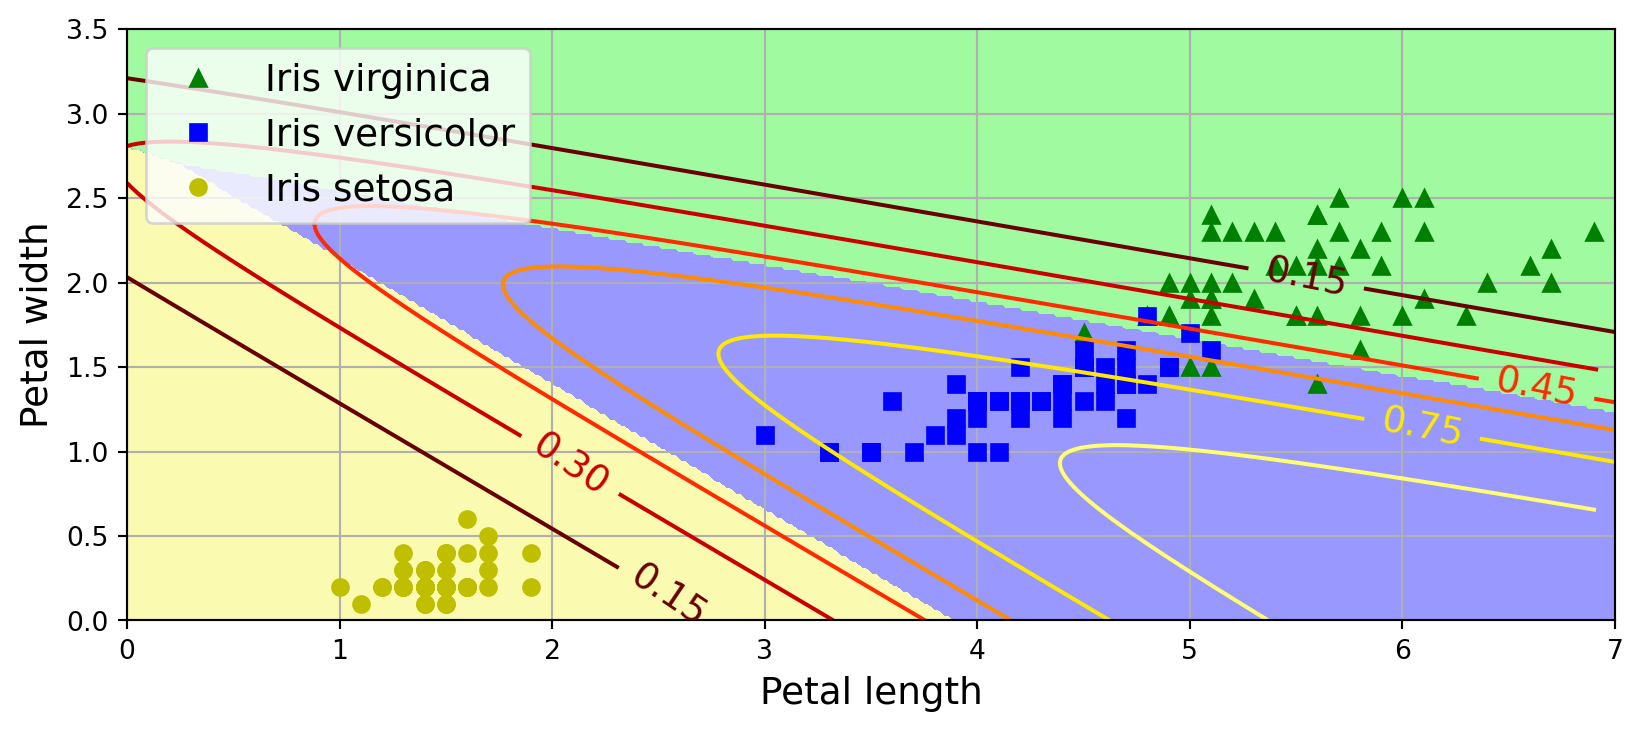 3.5
3.0
2.5
2.0
1.5
1.0
0.5
0.0
Petal width
Iris virginica
Iris versicolor
Iris setosa
0.15
0.45
0.75
0.30
0.15
0 1 2 3 4 5 6 7
Petal length